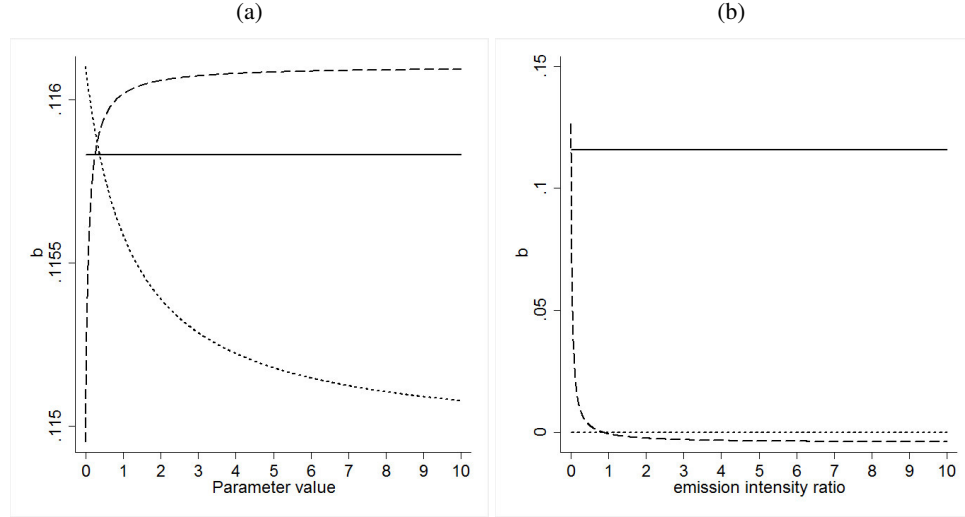 (a)
b
.116
.1155
.115
0 1 2 3 4 5 6 7 8 9 10
Parameter value
(b)
b
.15
.1
.05
0
0 1 2 3 4 5 6 7 8 9 10
emission intensity ratio